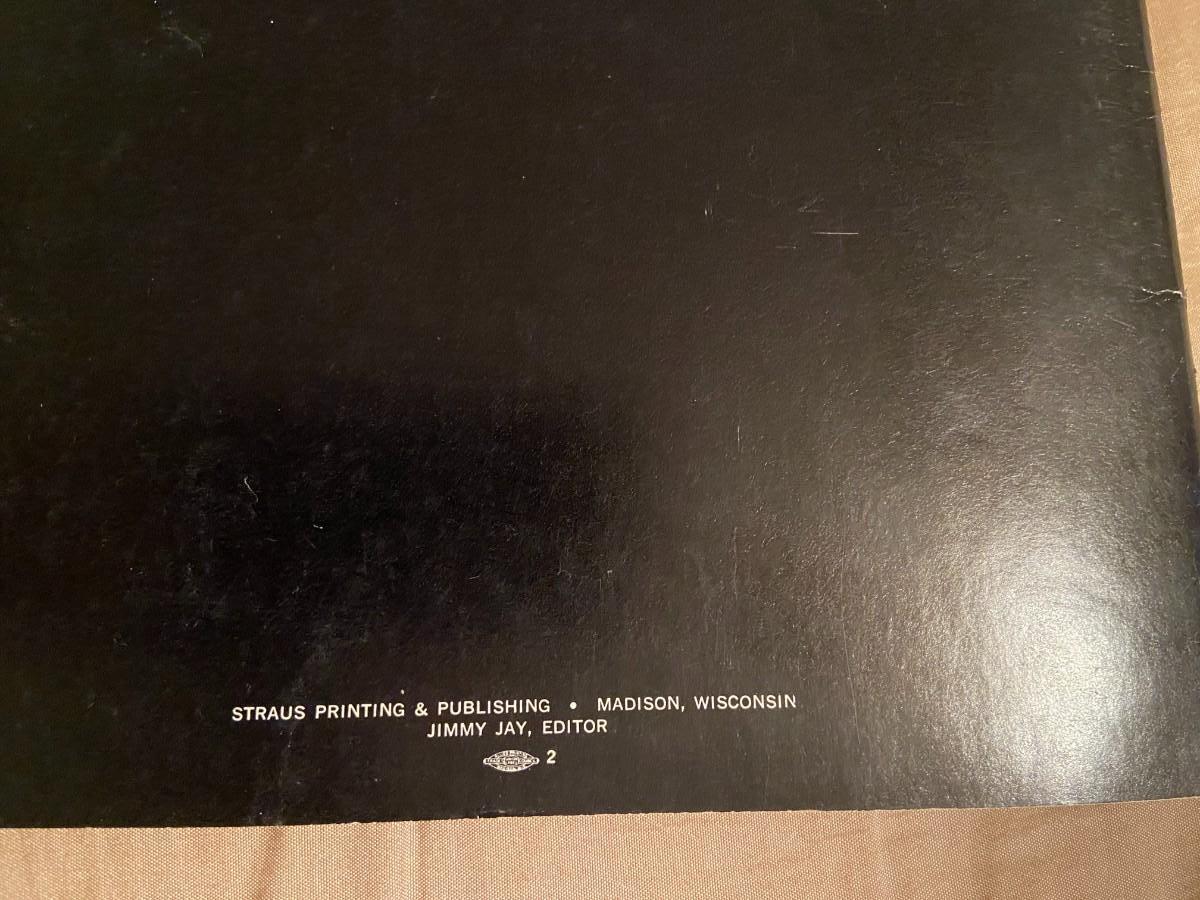 STRAUS PRINTING & PUBLISHING • MADISON, WISCONSIN
JIMMY JAY, EDITOR
2